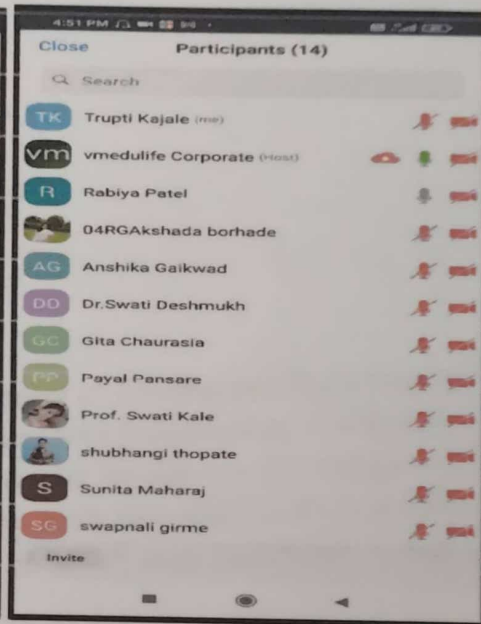 4:51 PM
Close Participants (14)
Search
TK Trupti Kajale (me)
vm vmedulife Corporate (Host)
R Rabiya Patel
04RGAkshada borhade
AG Anshika Gaikwad
DD Dr.Swati Deshmukh
GC Gita Chaurasia
PP Payal Pansare
Prof. Swati Kale
shubhangi thopate
S Sunita Maharaj
SG swapnali girme
Invite